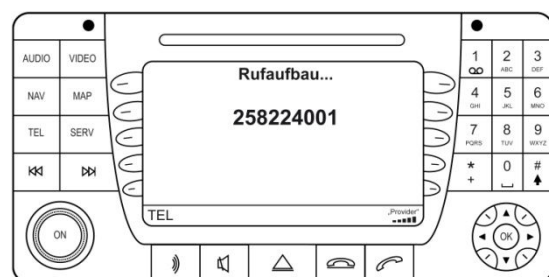 AUDIO VIDEO
NAV MAP
TEL SERV
ON
Rufaufbau...
258224001
TEL „Provider"
1 2 ABC 3 DEF
4 GHI 5 JKL 6 MNO
7 PQRS 8 TUV 9 WXYZ
* + 0 #
OK